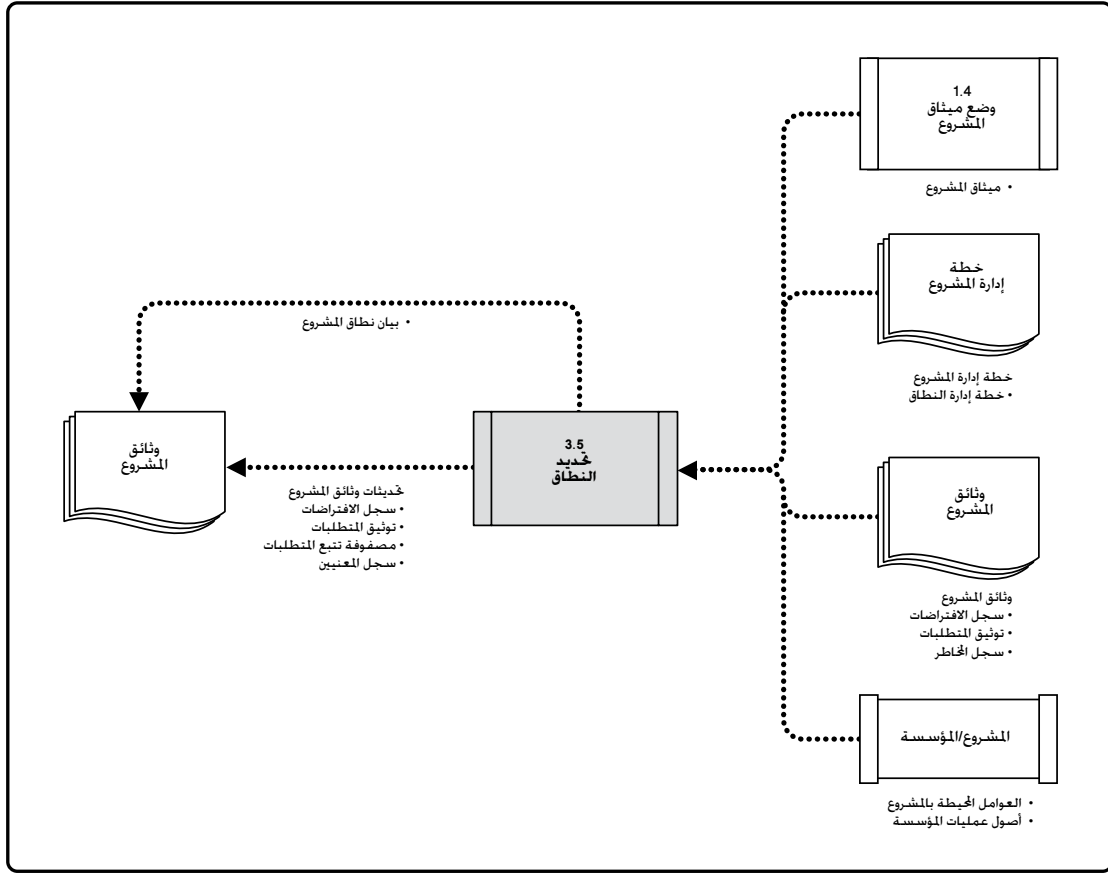 1.4
وضع ميثاق
المشروع
• ميثاق المشروع
خطة
إدارة المشروع
خطة إدارة المشروع
• خطة إدارة النطاق
وثائق
المشروع
وثائق المشروع
• سجل الافتراضات
• توثيق المتطلبات
• سجل المخاطر
المشروع/المؤسسة
• العوامل المحيطة بالمشروع
• أصول عمليات المؤسسة
3.5
تحديد
النطاق
• بيان نطاق المشروع
تحديثات وثائق المشروع
• سجل الافتراضات
• توثيق المتطلبات
• مصفوفة تتبع المتطلبات
• سجل المعنيين
وثائق
المشروع